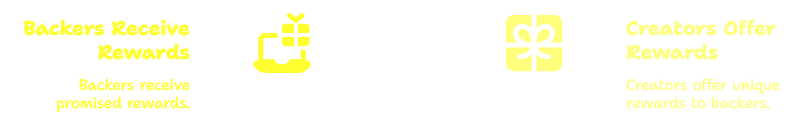 Backers Receive
Rewards
Backers receive
promised rewards.
Creators Offer
Rewards
Creators offer unique
rewards to backers.